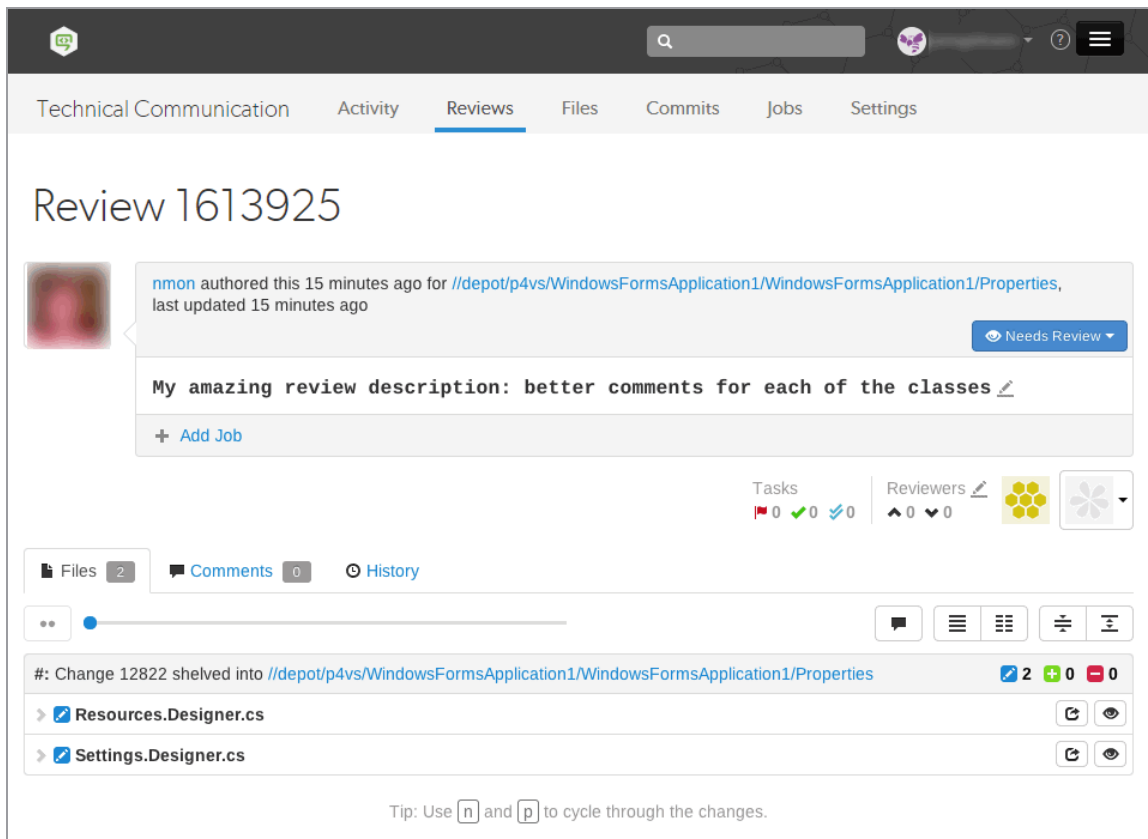 Technical Communication Activity Reviews Files Commits Jobs Settings
Review 1613925
nmon authored this 15 minutes ago for //depot/p4vs/WindowsFormsApplication1/WindowsFormsApplication1/Properties,
last updated 15 minutes ago
Needs Review
My amazing review description: better comments for each of the classes
+ Add Job
Tasks
0 0 0
Reviewers
0 0
Files 2 Comments 0 History
#: Change 12822 shelved into //depot/p4vs/WindowsFormsApplication1/WindowsFormsApplication1/Properties 2 0 0
Resources.Designer.cs
Settings.Designer.cs
Tip: Use n and p to cycle through the changes.